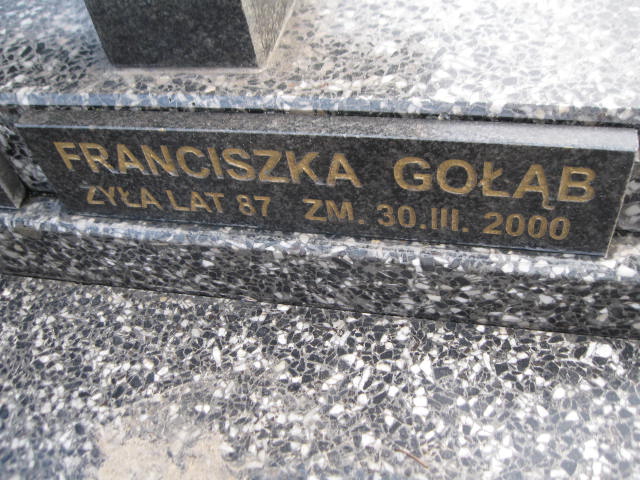 FRANCISZKA GOŁĄB
ŻYŁA LAT 87 ZM. 30.III. 2000